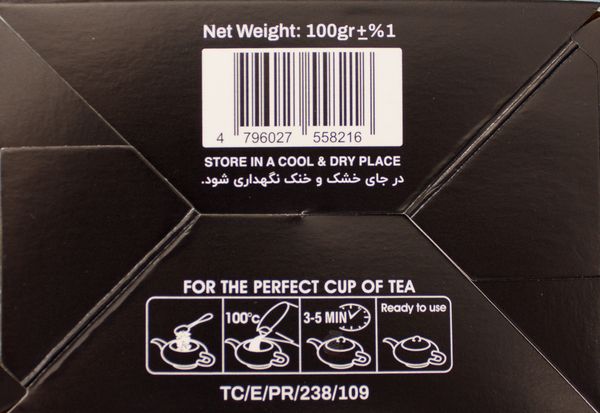 Net Weight: 100gr±%1
4 796027 558216
STORE IN A COOL & DRY PLACE
در جای خشک و خنک نگهداری شود.
FOR THE PERFECT CUP OF TEA
100°c
3-5 MIN
Ready to use
TC/E/PR/238/109